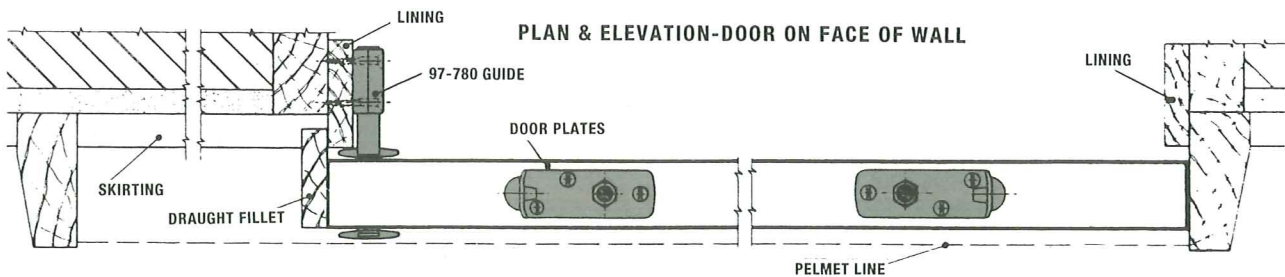 LINING
PLAN & ELEVATION-DOOR ON FACE OF WALL
97-780 GUIDE
LINING
DOOR PLATES
SKIRTING
DRAUGHT FILLET
PELMET LINE